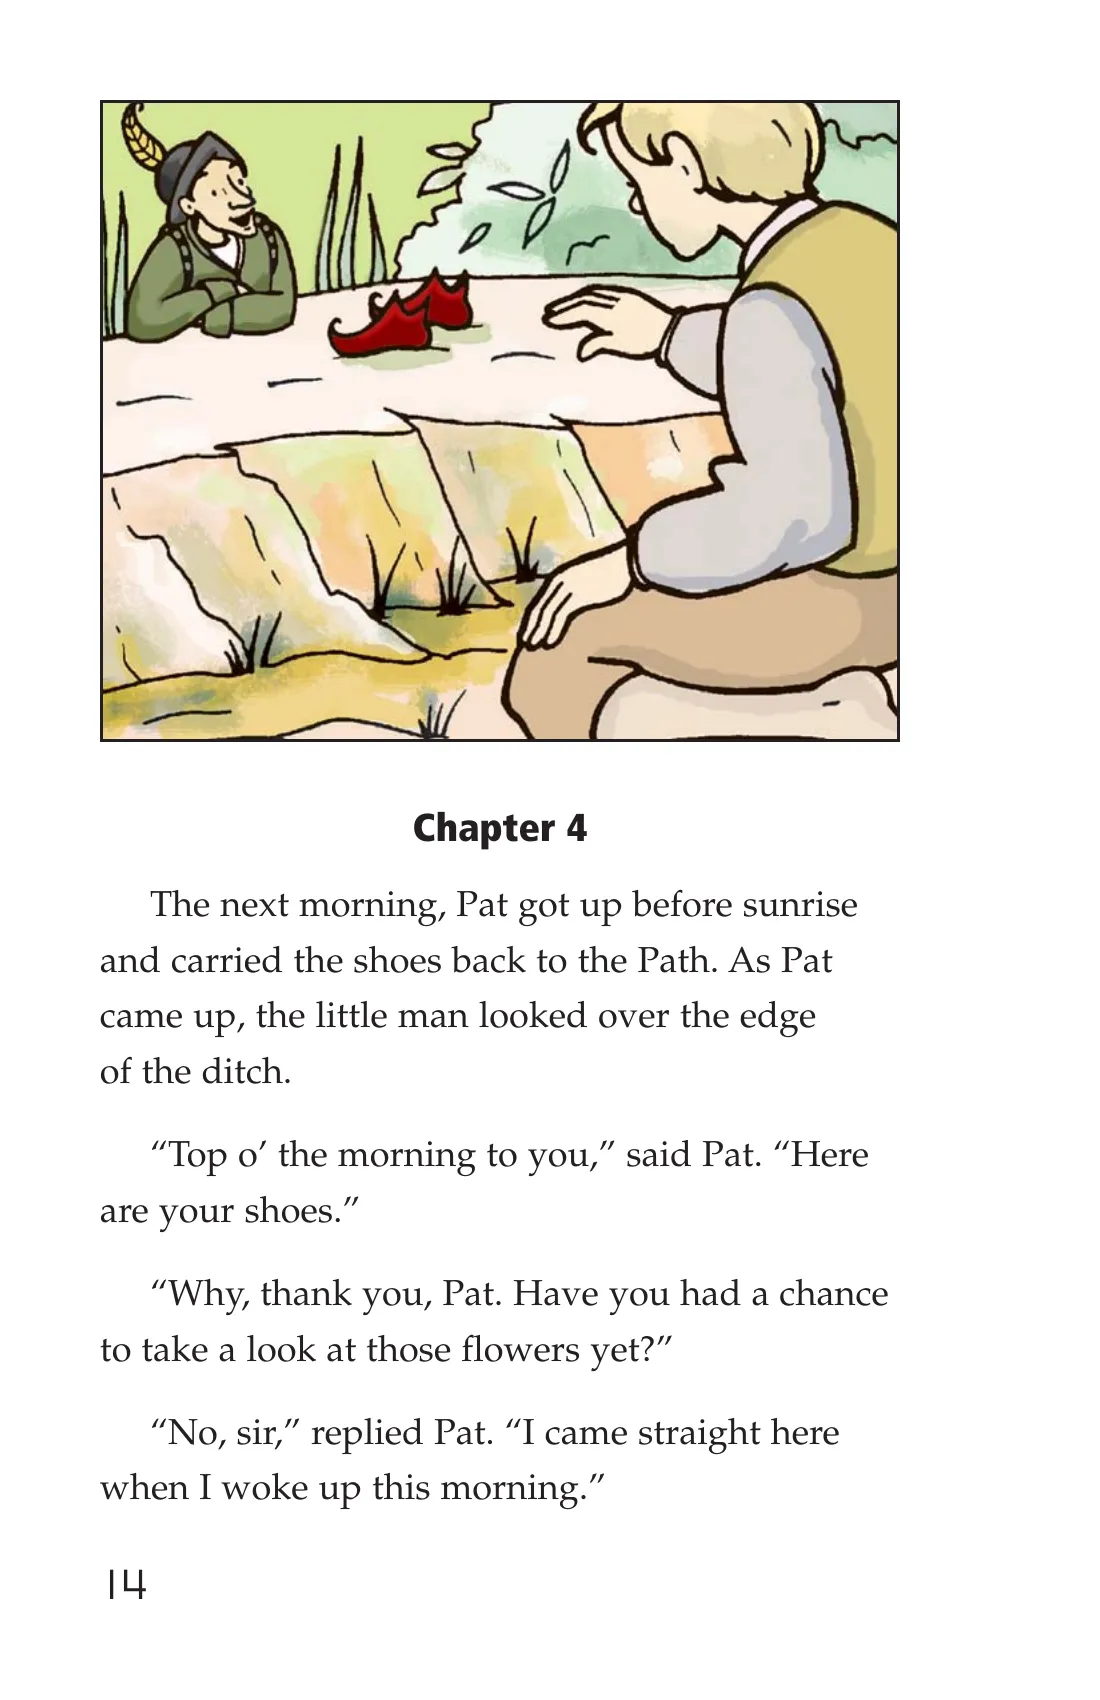 Chapter 4
The next morning, Pat got up before sunrise
and carried the shoes back to the Path. As Pat
came up, the little man looked over the edge
of the ditch.
“Top o’ the morning to you,” said Pat. “Here
are your shoes.”
“Why, thank you, Pat. Have you had a chance
to take a look at those flowers yet?”
“No, sir,” replied Pat. “I came straight here
when I woke up this morning.”
14